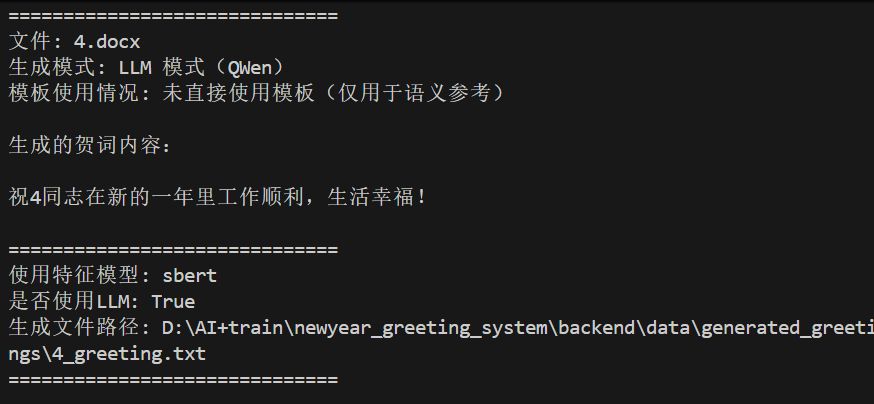 ==============================
文件: 4.docx
生成模式: LLM 模式（QWen）
模板使用情况: 未直接使用模板（仅用于语义参考）
生成的贺词内容:
祝4同志在新的一年里工作顺利，生活幸福！
==============================
使用特征模型: sbert
是否使用LLM: True
生成文件路径: D:\AI+train\newyear_greeting_system\backend\data\generated_greeti
ngs\4_greeting.txt
==============================